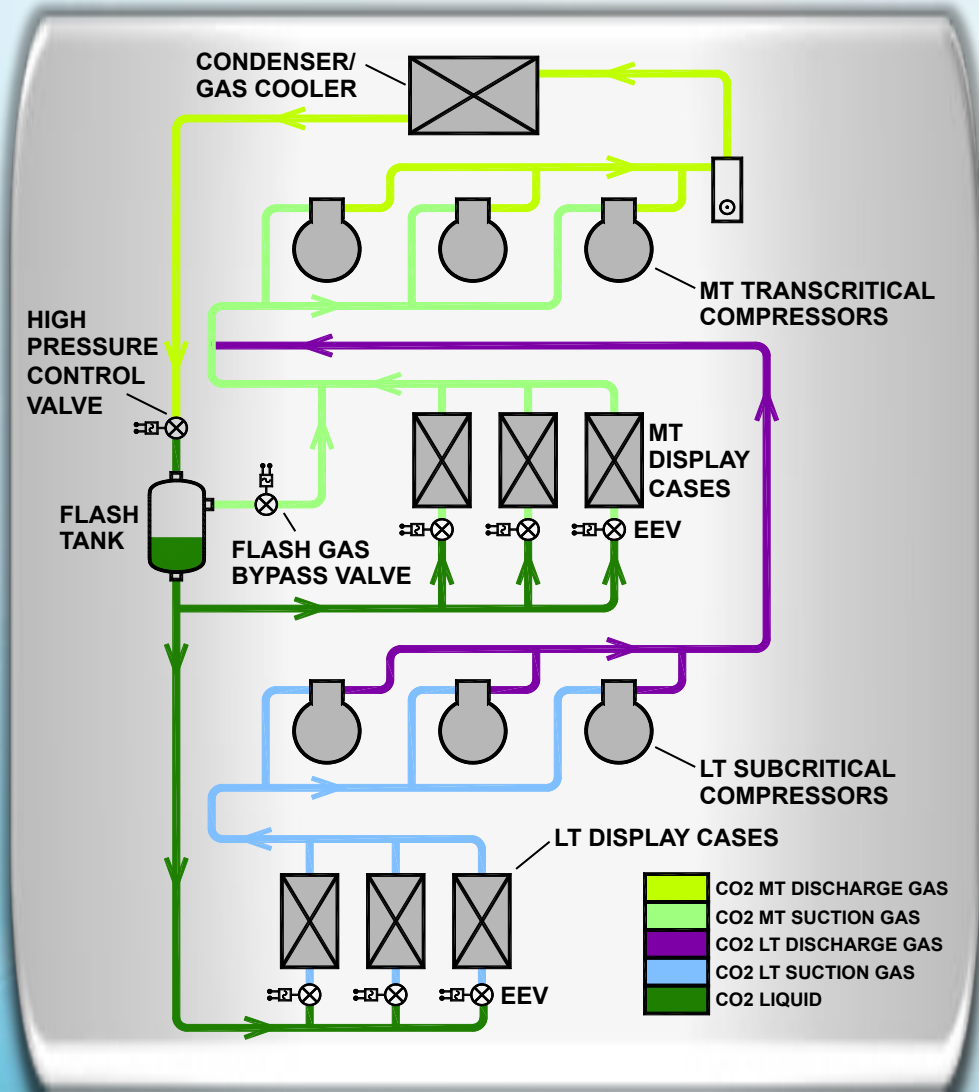 CONDENSER/
GAS COOLER
MT TRANSCRITICAL
COMPRESSORS
HIGH
PRESSURE
CONTROL
VALVE
MT
DISPLAY
CASES
FLASH
TANK
EEV
FLASH GAS
BYPASS VALVE
LT SUBCRITICAL
COMPRESSORS
LT DISPLAY CASES
EEV
CO2 MT DISCHARGE GAS
CO2 MT SUCTION GAS
CO2 LT DISCHARGE GAS
CO2 LT SUCTION GAS
CO2 LIQUID